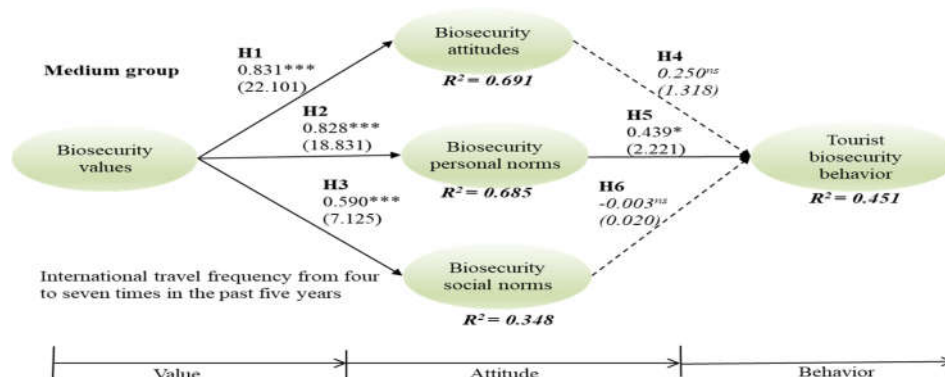 Medium group
Biosecurity
values
H1
0.831***
(22.101)
H2
0.828***
(18.831)
H3
0.590***
(7.125)
Biosecurity
attitudes
R² = 0.691
Biosecurity
personal norms
R² = 0.685
Biosecurity
social norms
R² = 0.348
H4
0.250ns
(1.318)
H5
0.439*
(2.221)
H6
-0.003ns
(0.020)
Tourist
biosecurity
behavior
R² = 0.451
International travel frequency from four
to seven times in the past five years
Value
Attitude
Behavior